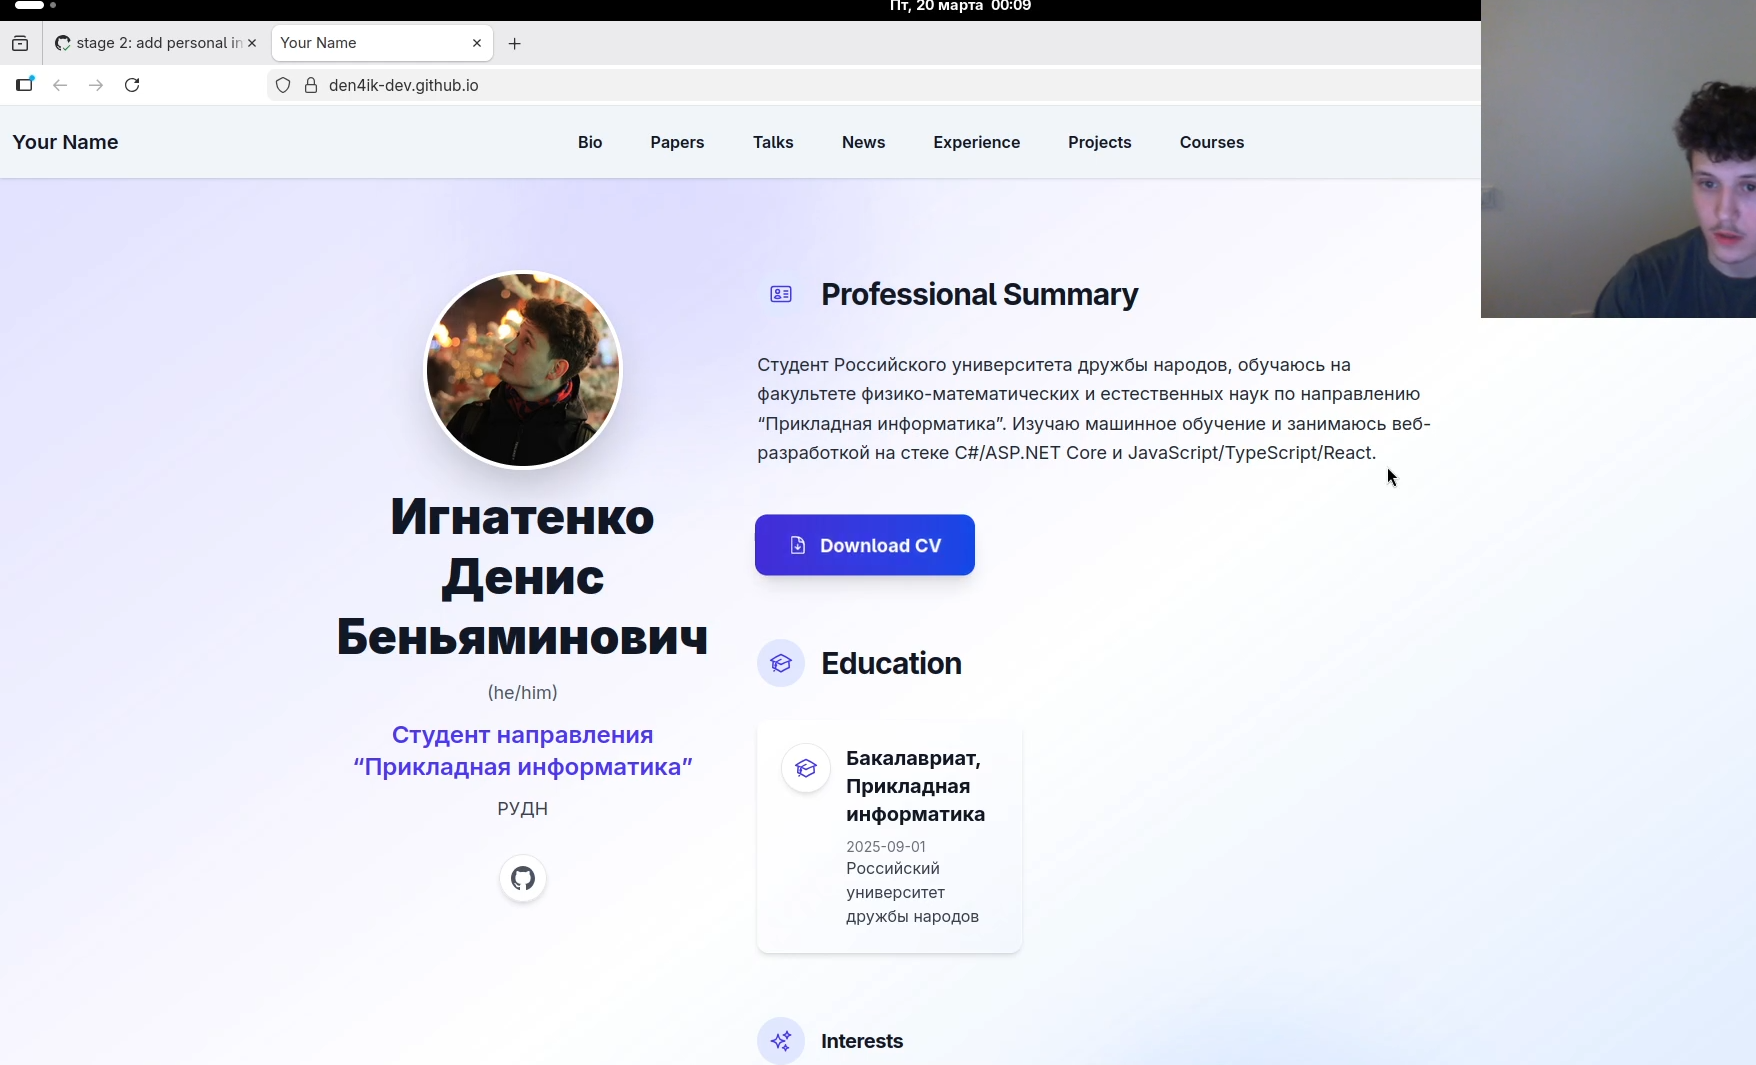 Пт, 20 марта 00:09
stage 2: add personal in
Your Name
den4ik-dev.github.io
Your Name
Bio
Papers
Talks
News
Experience
Projects
Courses
Игнатенко
Денис
Беньяминович
(he/him)
Студент направления
“Прикладная информатика”
РУДН
Professional Summary
Студент Российского университета дружбы народов, обучаюсь на
факультете физико-математических и естественных наук по направлению
“Прикладная информатика”. Изучаю машинное обучение и занимаюсь веб-
разработкой на стеке C#/ASP.NET Core и JavaScript/TypeScript/React.
Download CV
Education
Бакалавриат,
Прикладная
информатика
2025-09-01
Российский
университет
дружбы народов
Interests